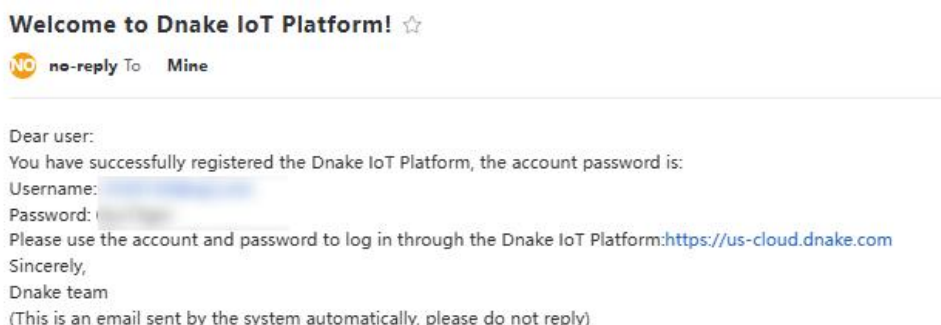 Welcome to Dnake IoT Platform!
NO no-reply To Mine
Dear user:
You have successfully registered the Dnake IoT Platform, the account password is:
Username:
Password:
Please use the account and password to log in through the Dnake IoT Platform:https://us-cloud.dnake.com
Sincerely,
Dnake team
(This is an email sent by the system automatically, please do not reply)